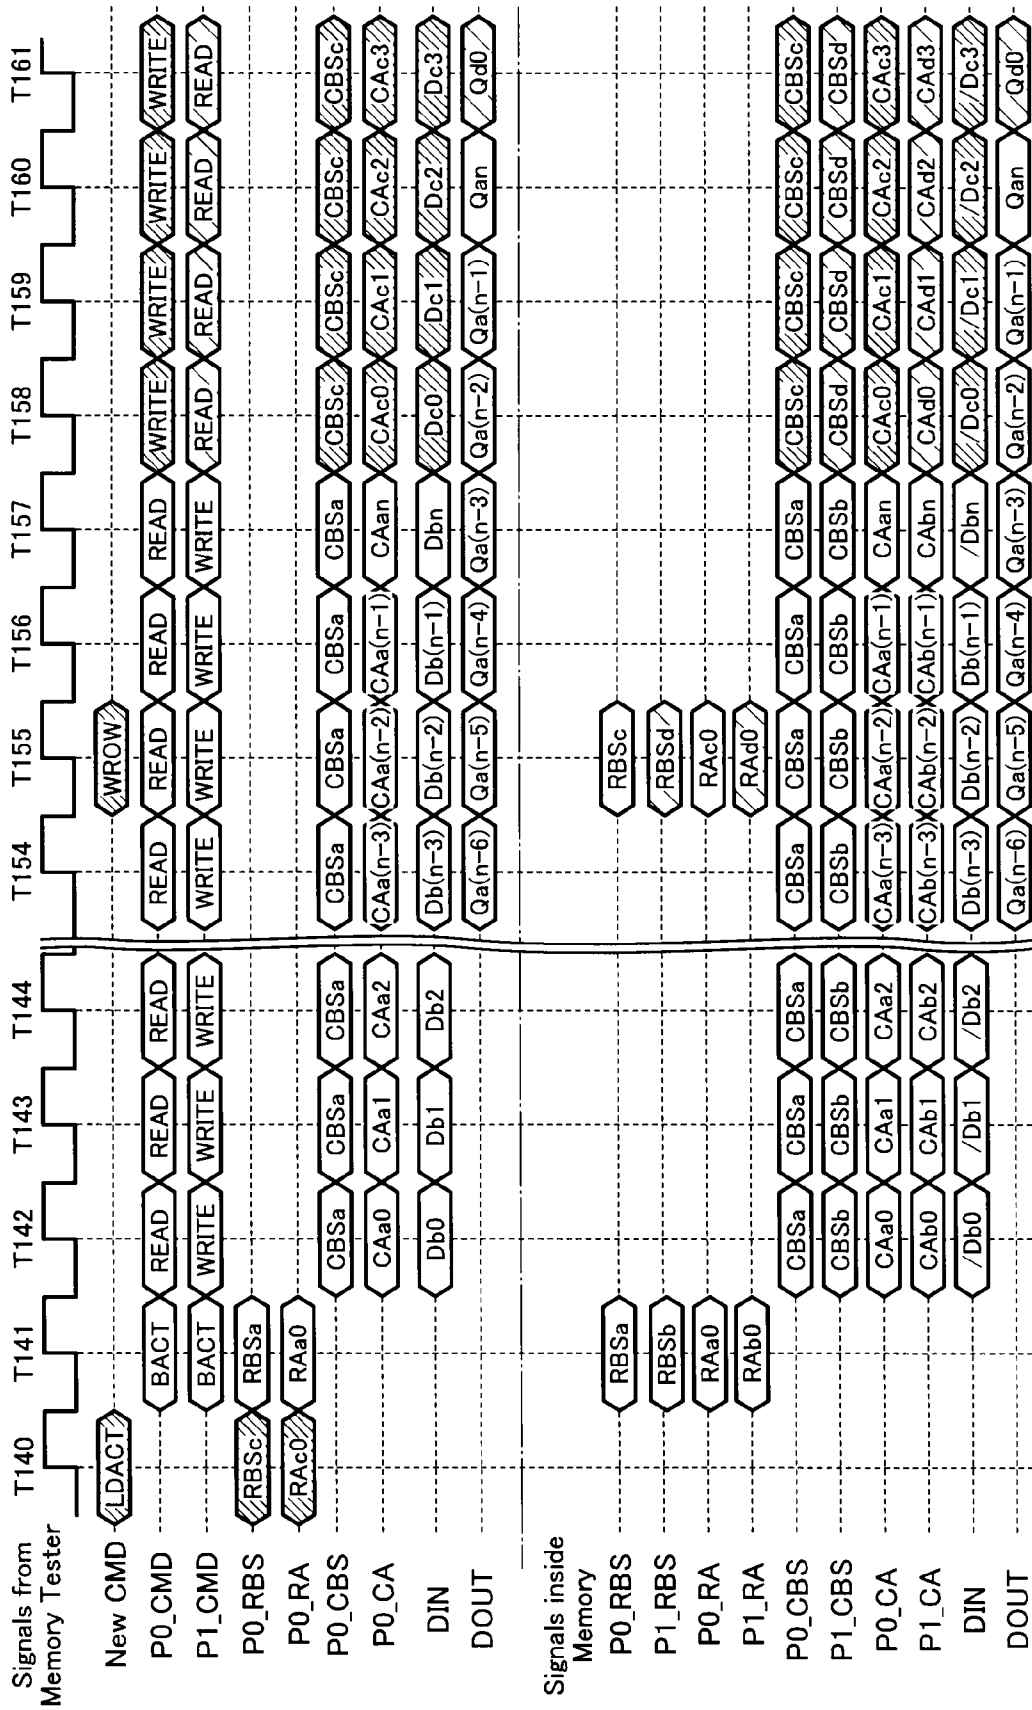 Signals from
Memory Tester
T140 T141 T142 T143 T144 T154 T155 T156 T157 T158 T159 T160 T161
New CMD LDACT WROW
P0_CMD BACT READ READ READ READ READ READ READ WRITE WRITE WRITE WRITE
P1_CMD BACT WRITE WRITE WRITE WRITE WRITE WRITE WRITE READ READ READ READ
P0_RBS RBSc RBSa
P0_RA RAc0 RAa0
P0_CBS CBSa CBSa CBSa CBSa CBSa CBSa CBSa CBSc CBSc CBSc CBSc
P0_CA CAa0 CAa1 CAa2 CAa(n-3) CAa(n-2) CAa(n-1) CAan CAc0 CAc1 CAc2 CAc3
DIN Db0 Db1 Db2 Db(n-3) Db(n-2) Db(n-1) Dbn Dc0 Dc1 Dc2 Dc3
DOUT Qa(n-6) Qa(n-5) Qa(n-4) Qa(n-3) Qa(n-2) Qa(n-1) Qan Qd0
Signals inside
Memory
P0_RBS RBSa RBSc
P1_RBS RBSb RBSd
P0_RA RAa0 RAc0
P1_RA RAb0 RAd0
P0_CBS CBSa CBSa CBSa CBSa CBSa CBSa CBSa CBSc CBSc CBSc CBSc
P1_CBS CBSb CBSb CBSb CBSb CBSb CBSb CBSb CBSd CBSd CBSd CBSd
P0_CA CAa0 CAa1 CAa2 CAa(n-3) CAa(n-2) CAa(n-1) CAan CAc0 CAc1 CAc2 CAc3
P1_CA CAb0 CAb1 CAb2 CAb(n-3) CAb(n-2) CAb(n-1) CAbn CAd0 CAd1 CAd2 CAd3
DIN /Db0 /Db1 /Db2 Db(n-3) Db(n-2) Db(n-1) /Dbn /Dc0 /Dc1 /Dc2 /Dc3
DOUT Qa(n-6) Qa(n-5) Qa(n-4) Qa(n-3) Qa(n-2) Qa(n-1) Qan Qd0